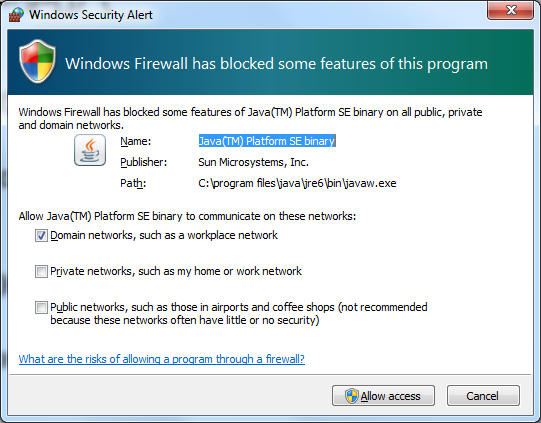 Windows Security Alert
Windows Firewall has blocked some features of this program
Windows Firewall has blocked some features of Java(TM) Platform SE binary on all public, private
and domain networks.
Name: Java(TM) Platform SE binary
Publisher: Sun Microsystems, Inc.
Path: C:\program files\java\jre6\bin\javaw.exe
Allow Java(TM) Platform SE binary to communicate on these networks:
Domain networks, such as a workplace network
Private networks, such as my home or work network
Public networks, such as those in airports and coffee shops (not recommended
because these networks often have little or no security)
What are the risks of allowing a program through a firewall?
Allow access Cancel